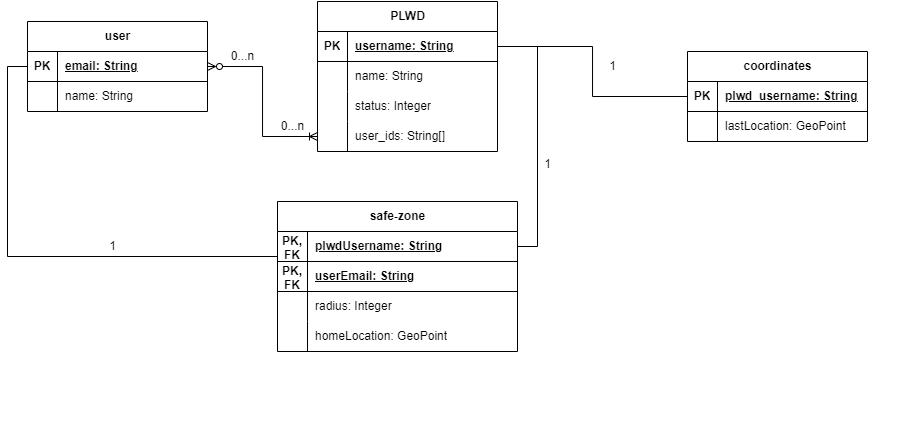 user
PK email: String
name: String
0...n
0...n
PLWD
PK username: String
name: String
status: Integer
user_ids: String[]
1
coordinates
PK plwd_username: String
lastLocation: GeoPoint
1
1
safe-zone
PK, FK plwdUsername: String
PK, FK userEmail: String
radius: Integer
homeLocation: GeoPoint